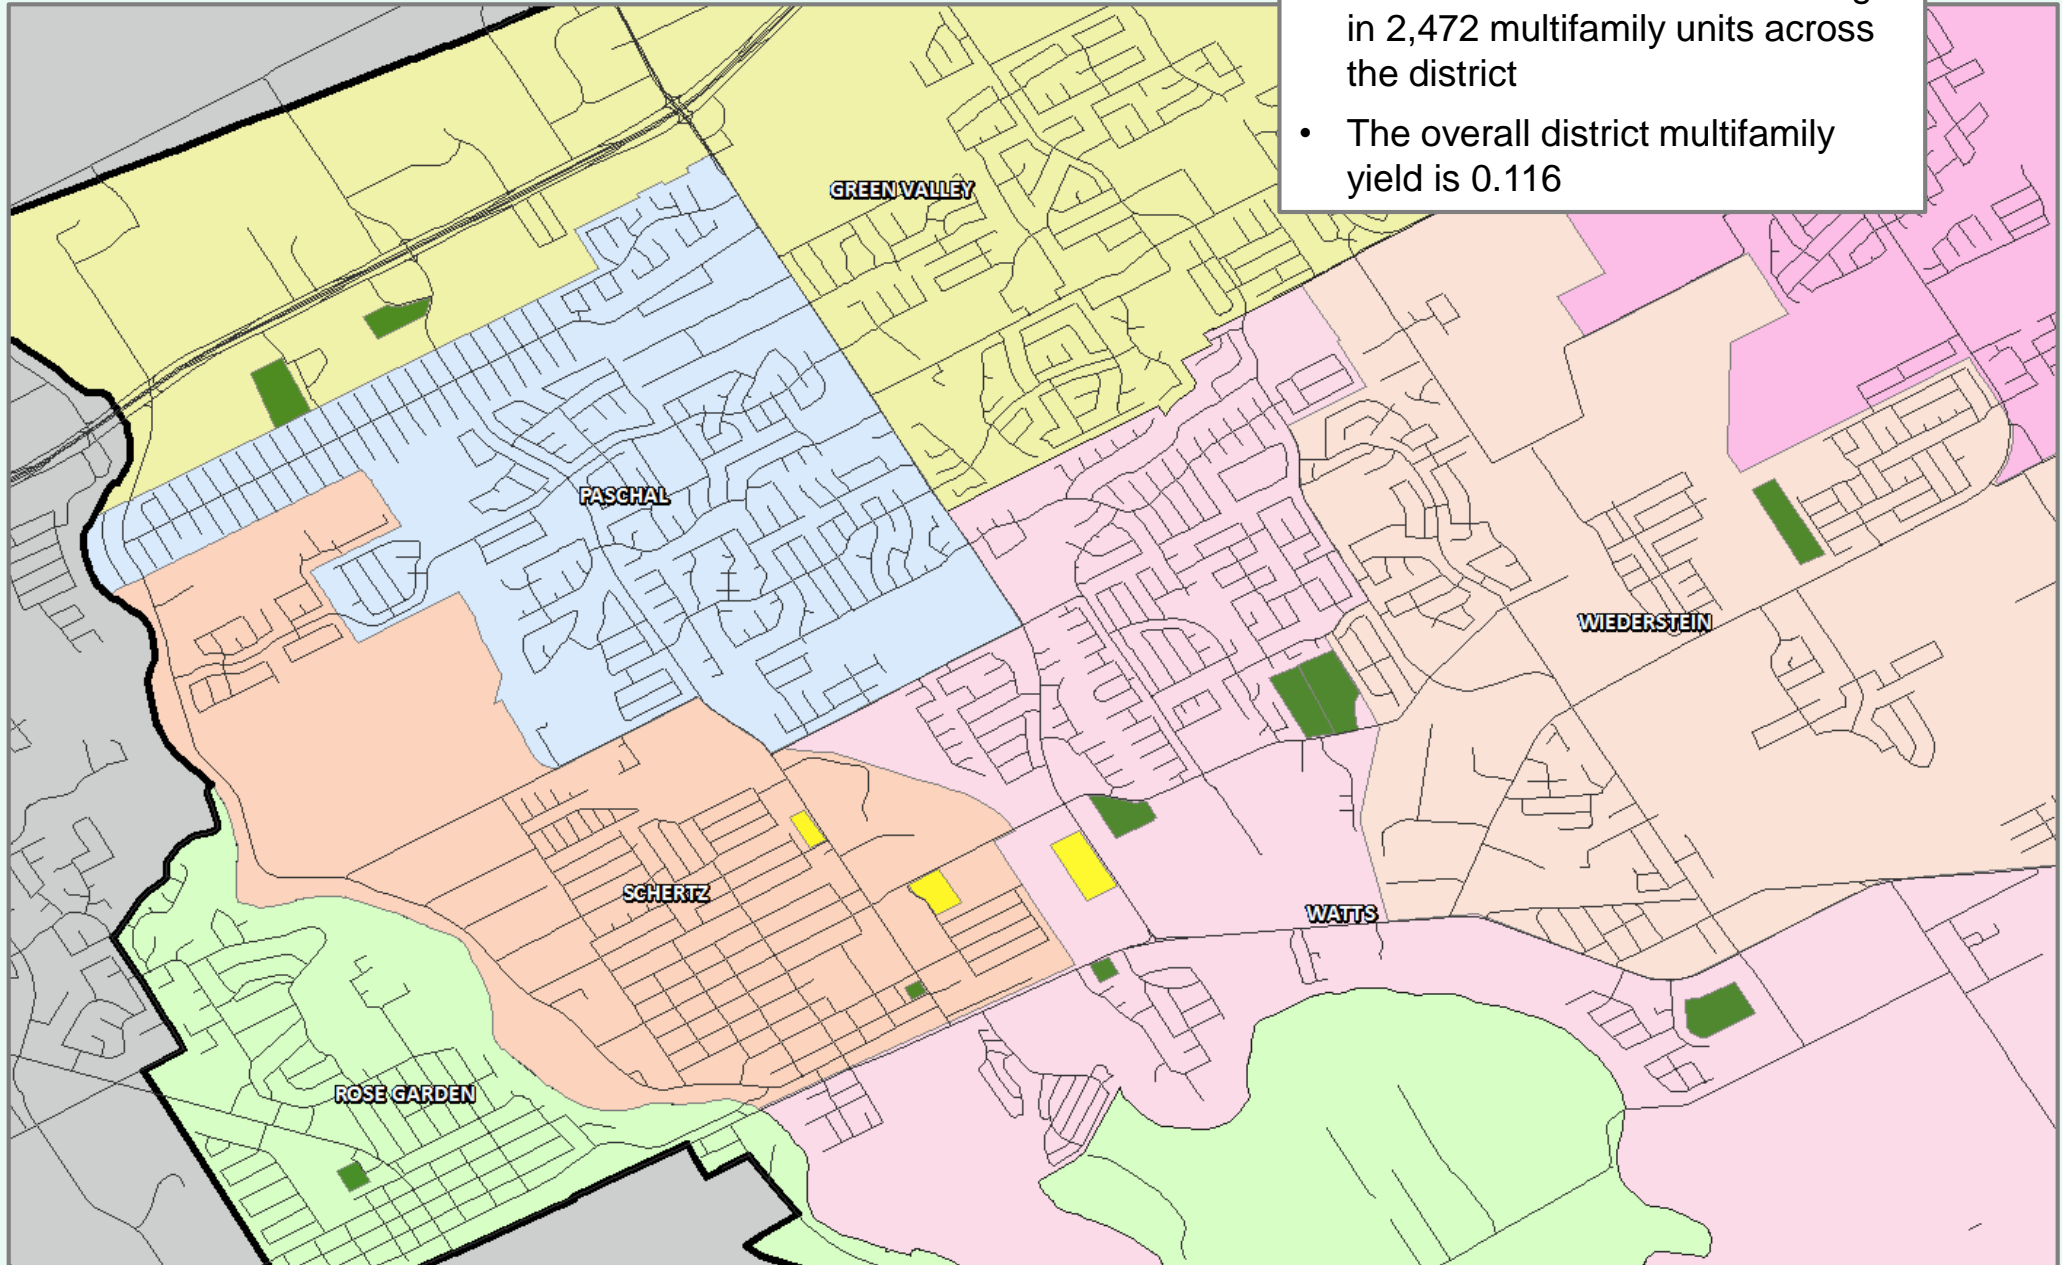 in 2,472 multifamily units across
the district
• The overall district multifamily
yield is 0.116
GREEN VALLEY
PASCHAL
WIEDERSTEIN
SCHERTZ
WATTS
ROSE GARDEN